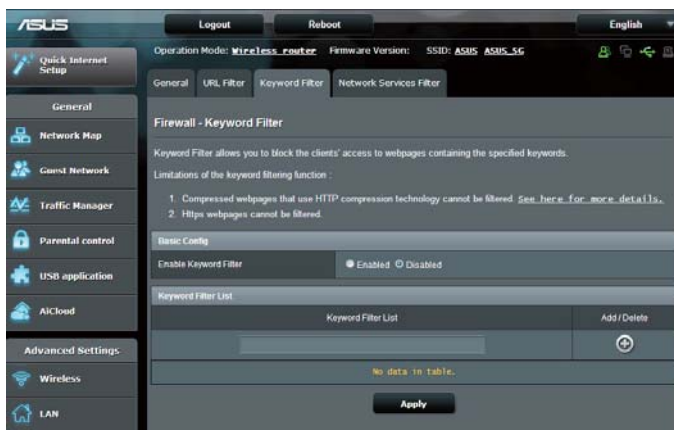 ASUS
Logout
Reboot
English
Operation Mode: Wireless router Firmware Version: SSID: ASUS ASUS_5G
Quick Internet
Setup
General URL Filter Keyword Filter Network Services Filter
General
Network Map
Guest Network
Traffic Manager
Parental control
USB application
AiCloud
Advanced Settings
Wireless
LAN
Firewall - Keyword Filter
Keyword Filter allows you to block the clients' access to webpages containing the specified keywords.
Limitations of the keyword filtering function :
1. Compressed webpages that use HTTP compression technology cannot be filtered. See here for more details.
2. Https webpages cannot be filtered.
Basic Config
Enable Keyword Filter Enabled Disabled
Keyword Filter List
Keyword Filter List Add / Delete
No data in table.
Apply